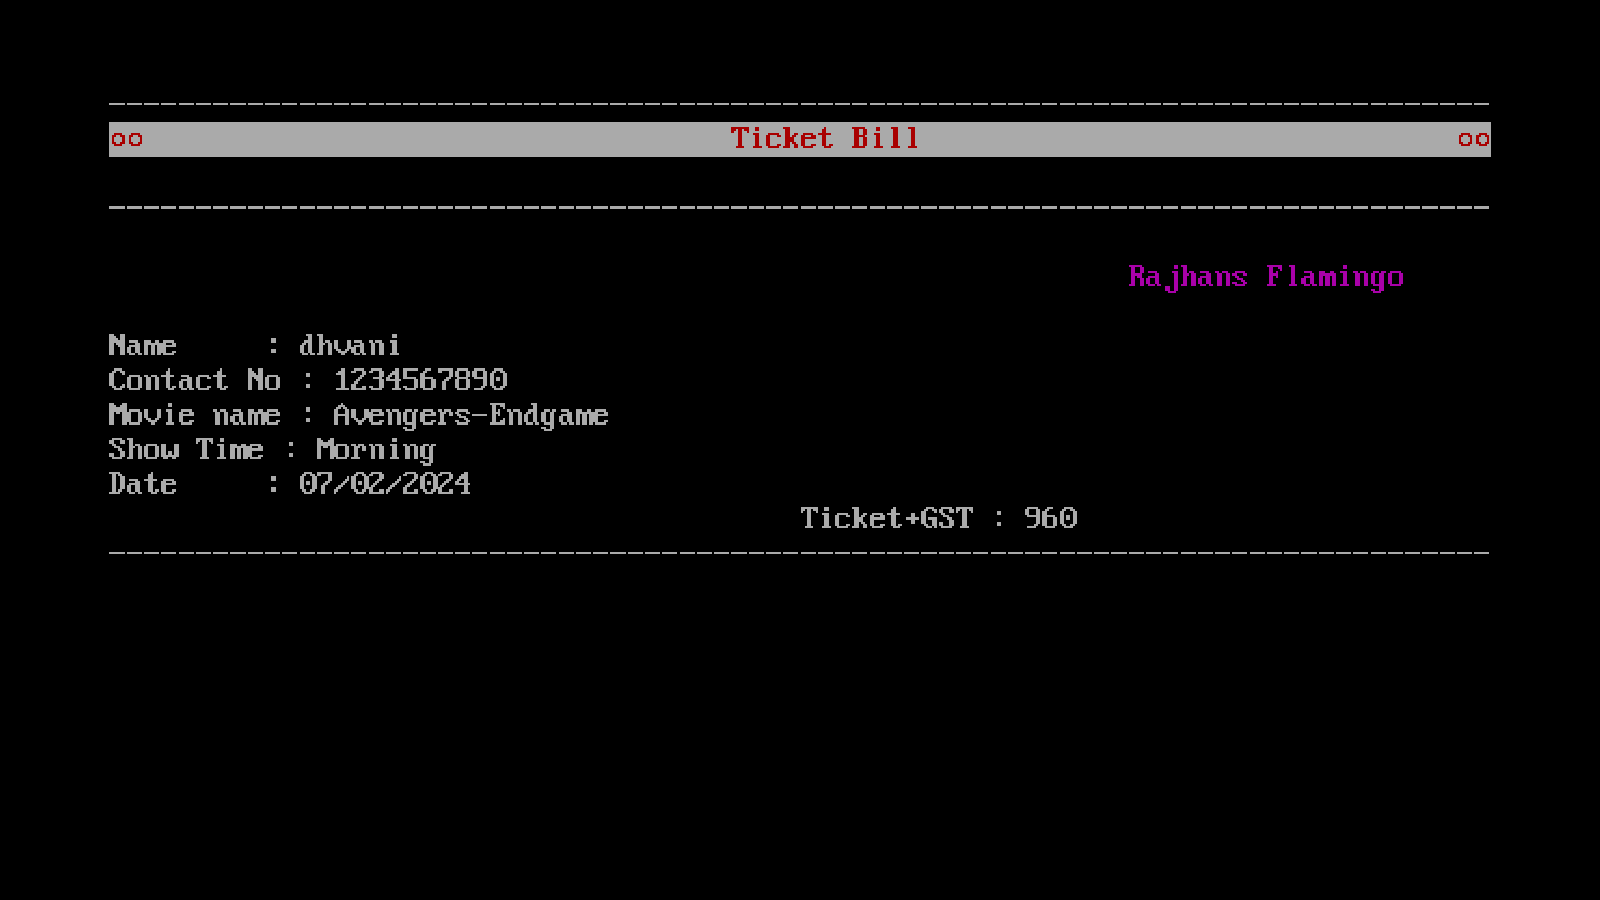 --------------------------------------------------------------------------------
oo Ticket Bill oo
--------------------------------------------------------------------------------
Rajhans Flamingo
Name     : dhvani
Contact No : 1234567890
Movie name : Avengers-Endgame
Show Time : Morning
Date     : 07/02/2024
Ticket+GST : 960
--------------------------------------------------------------------------------